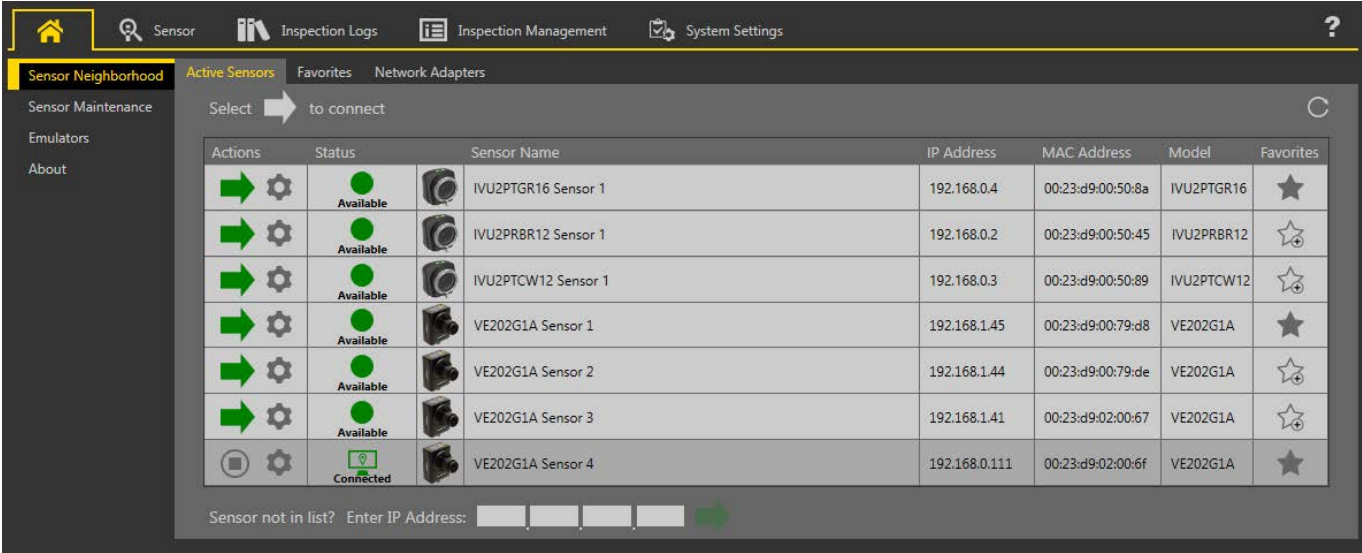 Sensor Inspection Logs Inspection Management System Settings ?
Sensor Neighborhood
Sensor Maintenance
Emulators
About
Active Sensors Favorites Network Adapters
Select to connect
Actions Status Sensor Name IP Address MAC Address Model Favorites
Available IVU2PTGR16 Sensor 1 192.168.0.4 00:23:d9:00:50:8a IVU2PTGR16
Available IVU2PRBR12 Sensor 1 192.168.0.2 00:23:d9:00:50:45 IVU2PRBR12
Available IVU2PTCW12 Sensor 1 192.168.0.3 00:23:d9:00:50:89 IVU2PTCW12
Available VE202G1A Sensor 1 192.168.1.45 00:23:d9:00:79:d8 VE202G1A
Available VE202G1A Sensor 2 192.168.1.44 00:23:d9:00:79:de VE202G1A
Available VE202G1A Sensor 3 192.168.1.41 00:23:d9:02:00:67 VE202G1A
Connected VE202G1A Sensor 4 192.168.0.111 00:23:d9:02:00:6f VE202G1A
Sensor not in list? Enter IP Address: . . .